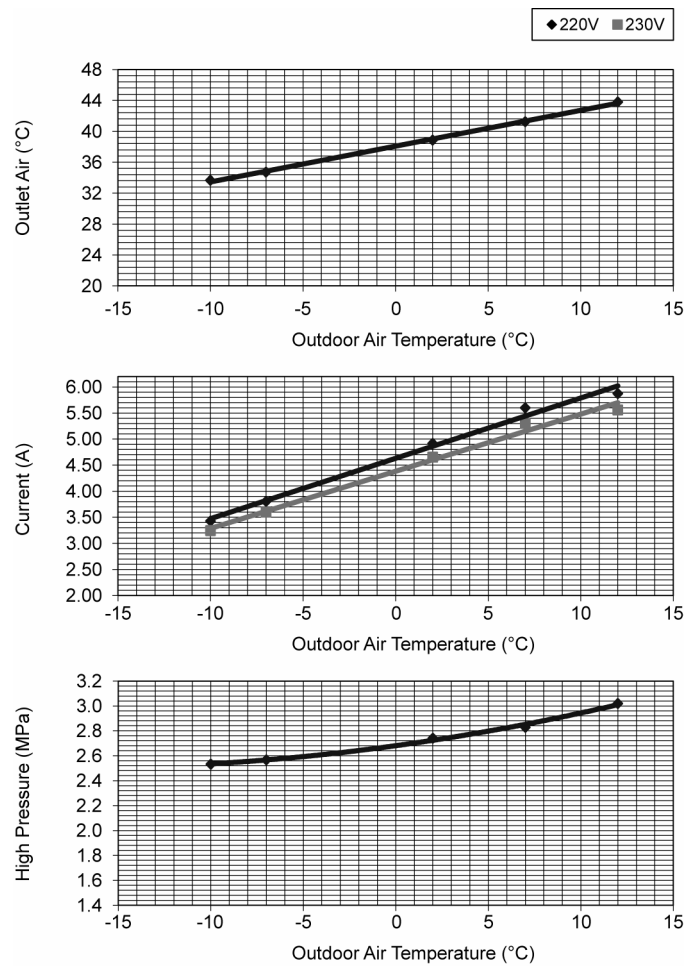 220V 230V
48
44
40
36
32
28
24
20
Outlet Air (°C)
-15 -10 -5 0 5 10 15
Outdoor Air Temperature (°C)
6.00
5.50
5.00
4.50
4.00
3.50
3.00
2.50
2.00
Current (A)
-15 -10 -5 0 5 10 15
Outdoor Air Temperature (°C)
3.2
3.0
2.8
2.6
2.4
2.2
2.0
1.8
1.6
1.4
High Pressure (MPa)
-15 -10 -5 0 5 10 15
Outdoor Air Temperature (°C)